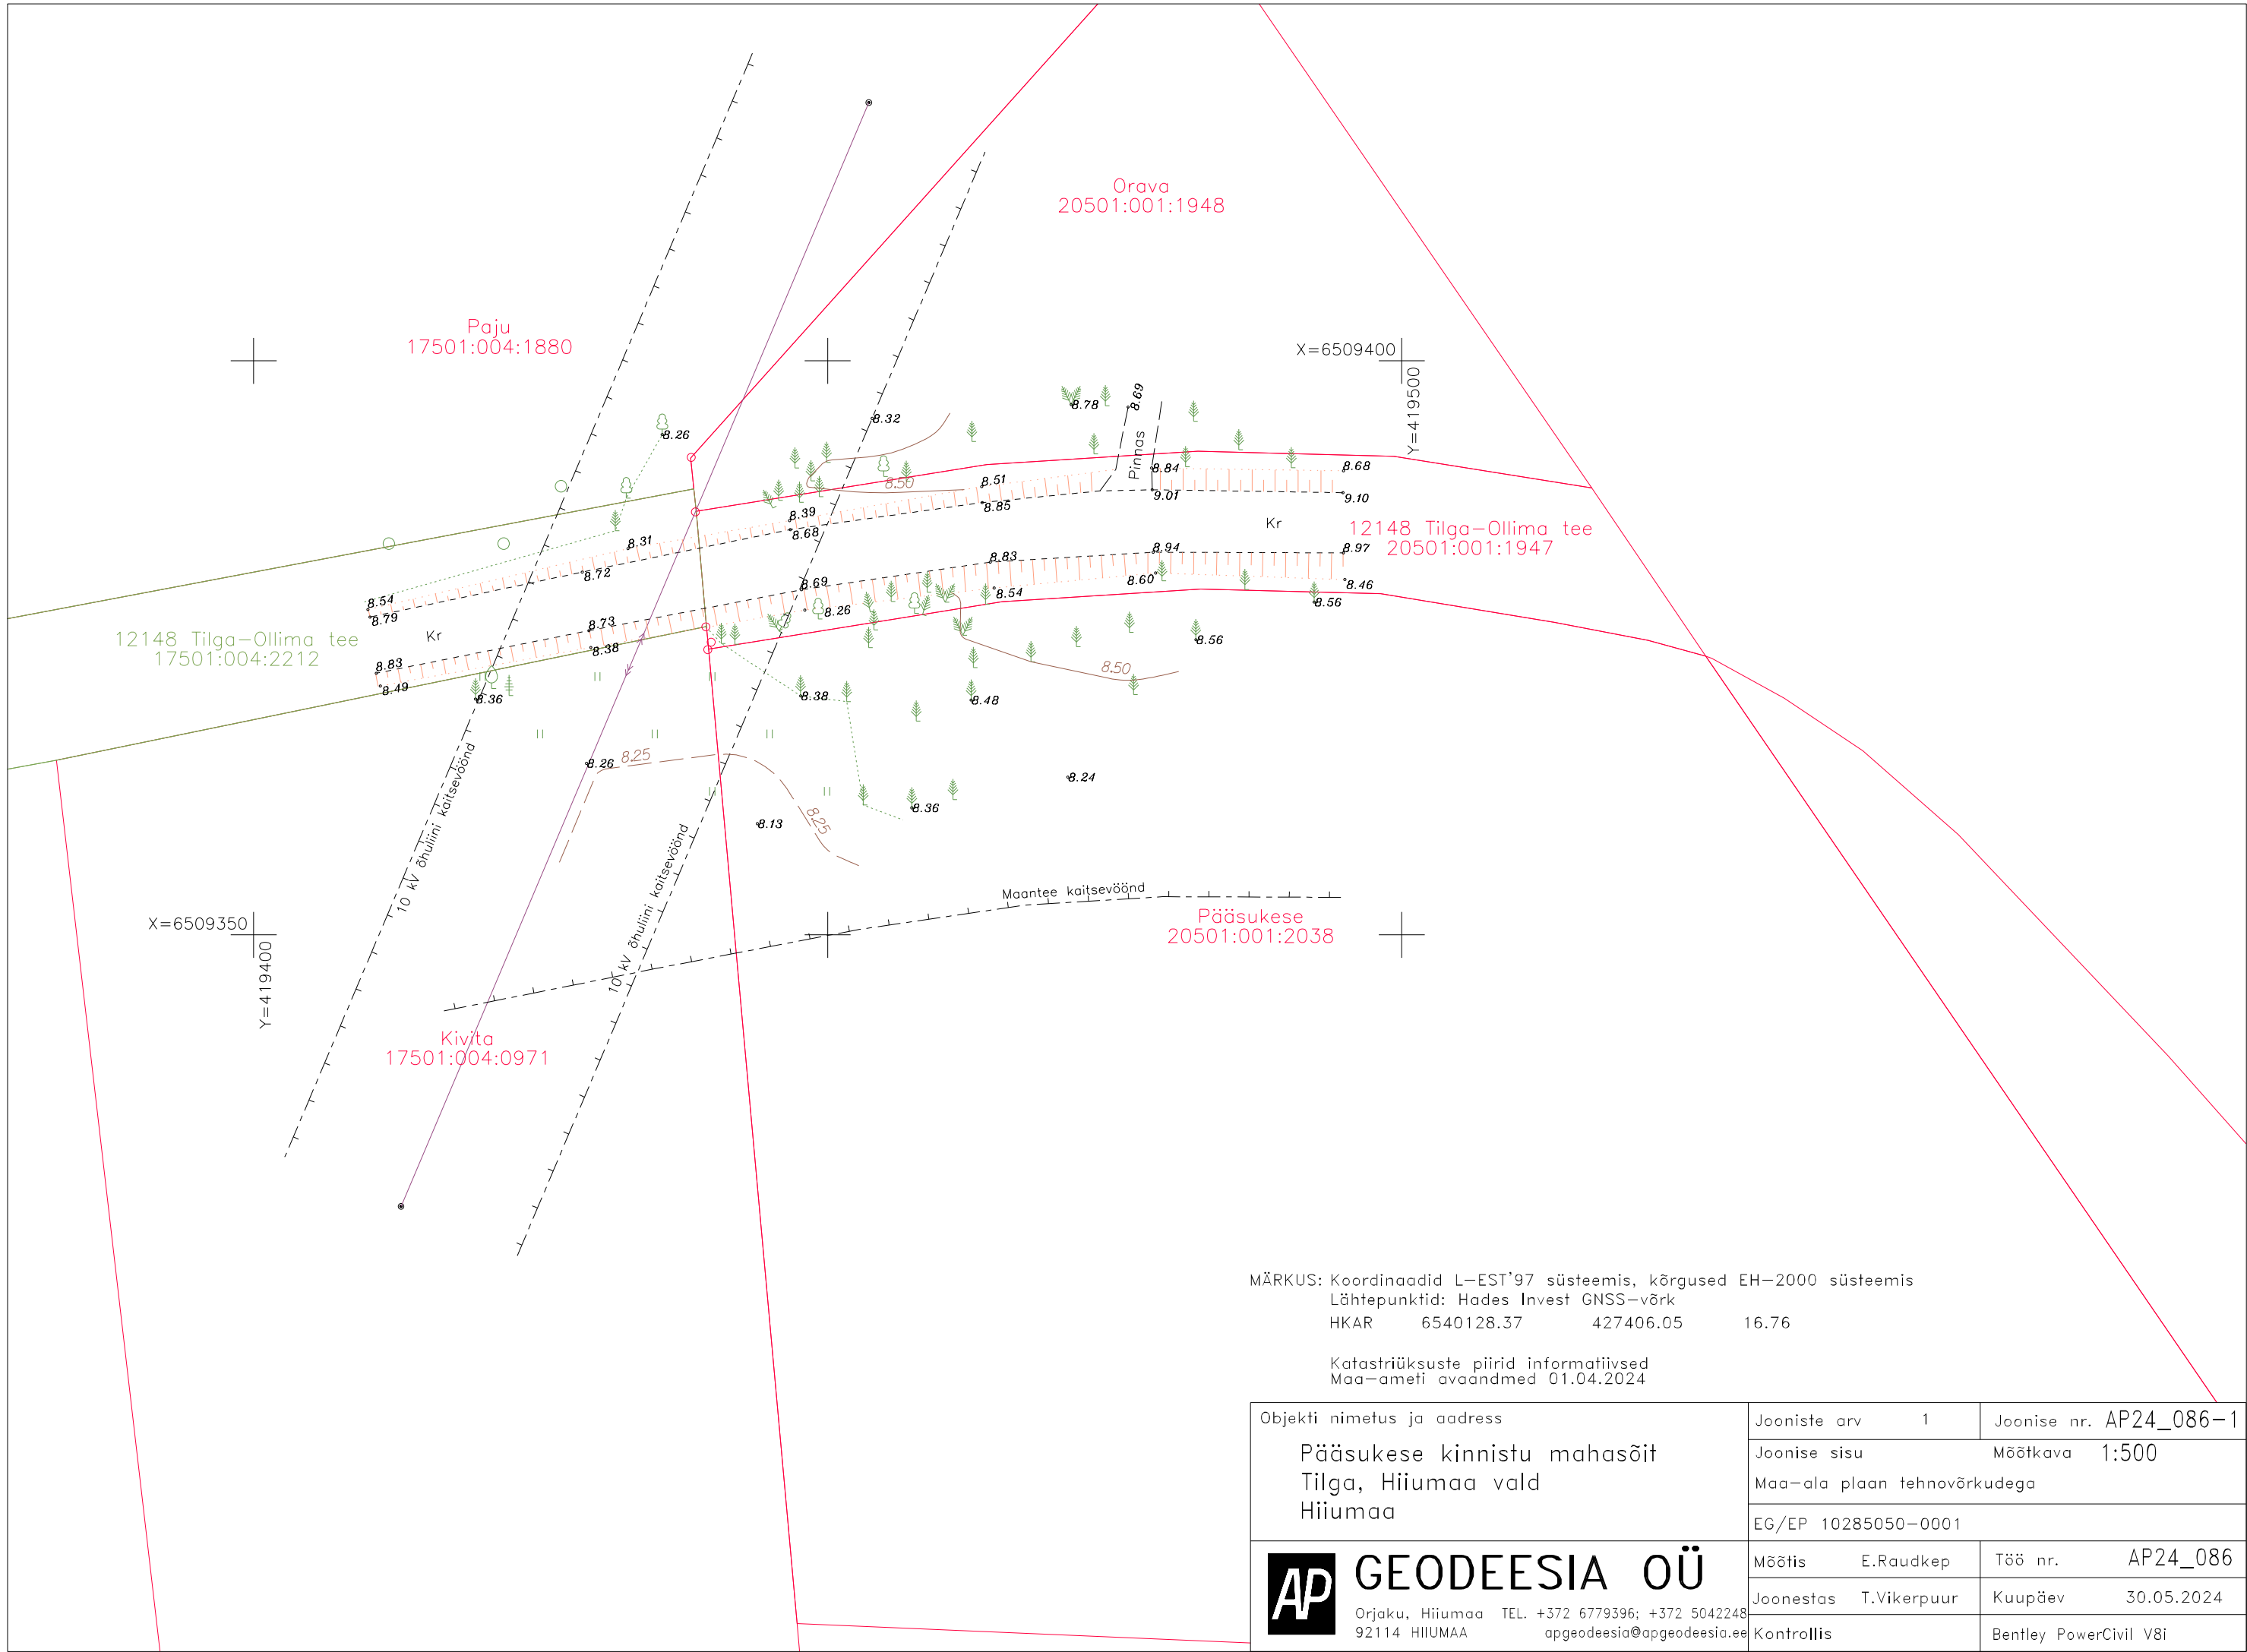 Orava
20501:001:1948
Paju
17501:004:1880
X=6509400
Y=419500
8.69
8.78
8.32
8.26
Pinnas
8.84
8.68
8.50
8.51
9.01
9.10
8.85
8.39
8.68
Kr
12148 Tilga-Ollima tee
20501:001:1947
8.31
8.83
8.94
8.97
8.72
8.69
8.60
8.46
8.54
8.54
8.56
8.79
8.26
8.73
8.56
Kr
12148 Tilga-Ollima tee
17501:004:2212
8.38
8.83
8.50
8.49
8.36
8.38
8.48
8.25
8.26
8.24
8.36
8.25
8.13
10 kV õhuliini kaitsevöönd
10 kV õhuliini kaitsevöönd
Maantee kaitsevöönd
Pääsukese
20501:001:2038
X=6509350
Y=419400
Kivita
17501:004:0971
MÄRKUS: Koordinaadid L-EST'97 süsteemis, kõrgused EH-2000 süsteemis
Lähtepunktid: Hades Invest GNSS-võrk
HKAR 6540128.37 427406.05 16.76
Katastriüksuste piirid informatiivsed
Maa-ameti avaandmed 01.04.2024
Objekti nimetus ja aadress
Pääsukese kinnistu mahasõit
Tilga, Hiiumaa vald
Hiiumaa
Jooniste arv 1
Joonise nr. AP24_086-1
Joonise sisu
Mõõtkava 1:500
Maa-ala plaan tehnovõrkudega
EG/EP 10285050-0001
AP
GEODEESIA OÜ
Orjaku, Hiiumaa TEL. +372 6779396; +372 5042248
92114 HIIUMAA apgeodeesia@apgeodeesia.ee
Mõõtis E.Raudkep
Töö nr. AP24_086
Joonestas T.Vikerpuur
Kuupäev 30.05.2024
Kontrollis
Bentley PowerCivil V8i